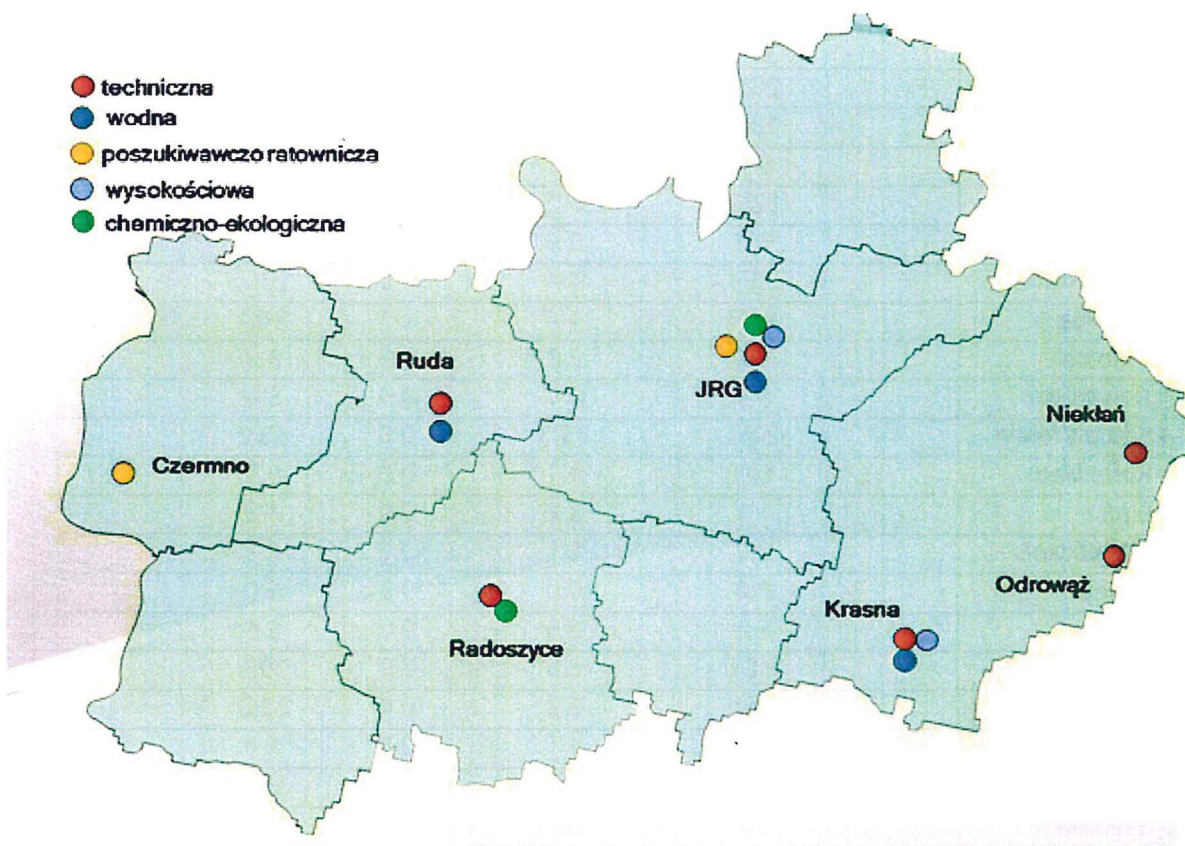 techniczna
wodna
poszukiwawczo ratownicza
wysokościowa
chemiczno-ekologiczna
Ruda
JRG
Niekłań
Czermno
Odrowąż
Krasna
Radoszyce